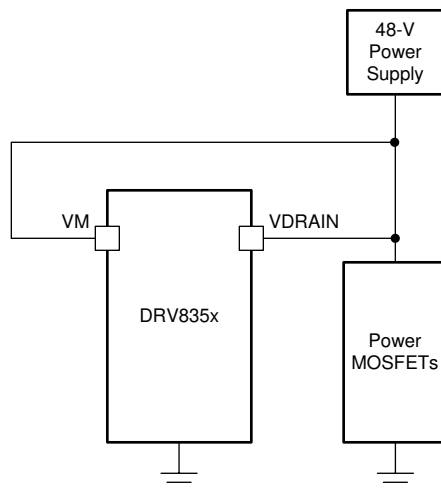 48-V
Power
Supply
VM
VDRAIN
DRV835x
Power
MOSFETs